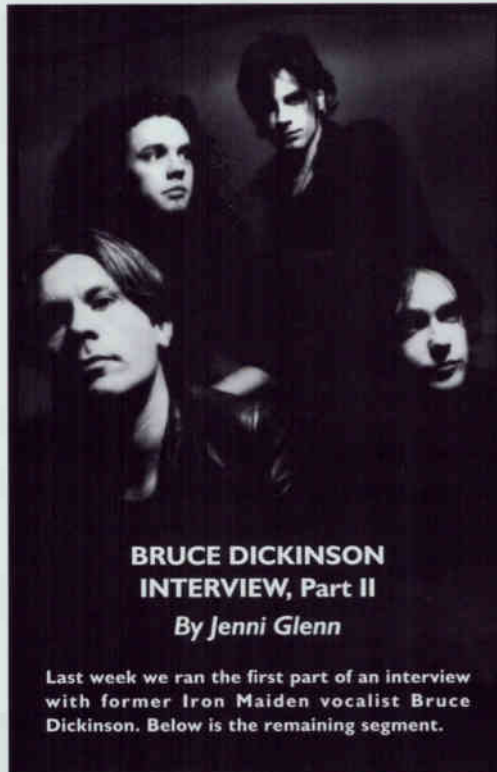 BRUCE DICKINSON
INTERVIEW, Part II
By Jenni Glenn
Last week we ran the first part of an interview
with former Iron Maiden vocalist Bruce
Dickinson. Below is the remaining segment.